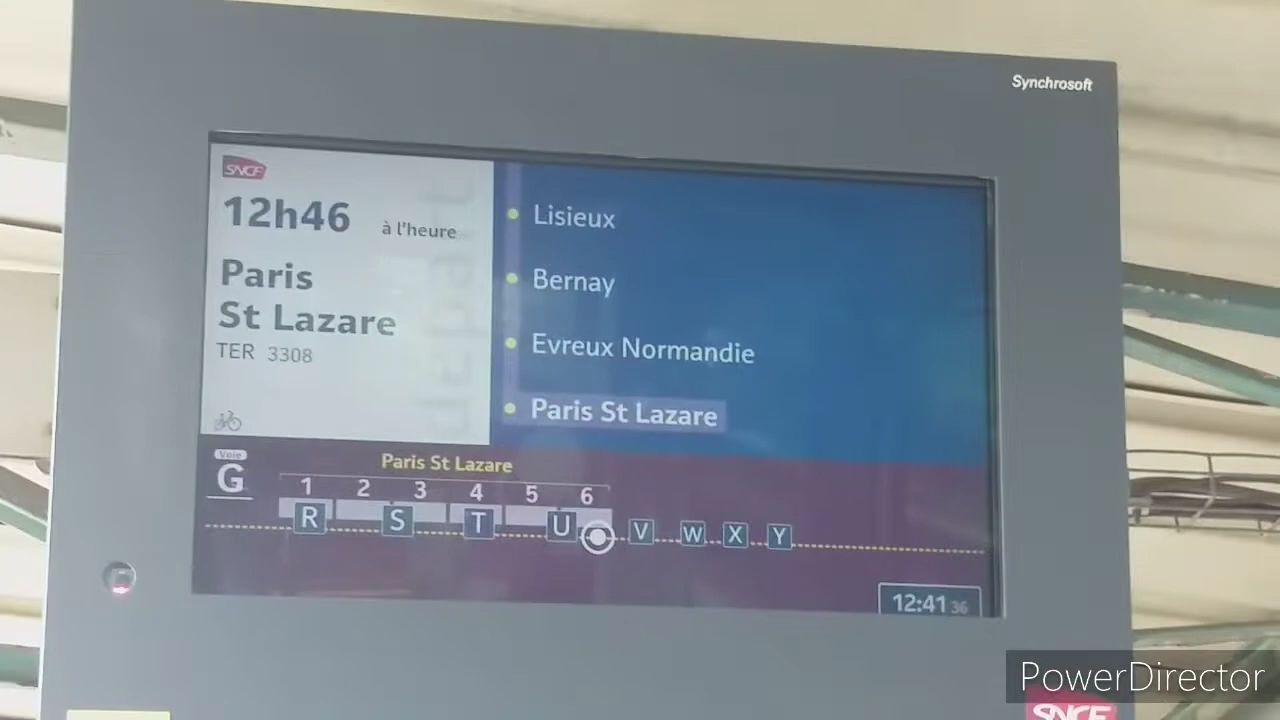 Synchrosoft
SNCF
12h46 à l'heure
Paris
St Lazare
TER 3308
départ
Lisieux
Bernay
Evreux Normandie
Paris St Lazare
Voie
G
Paris St Lazare
1 2 3 4 5 6
R S T U V W X Y
12:41 36
PowerDirector
SNCF